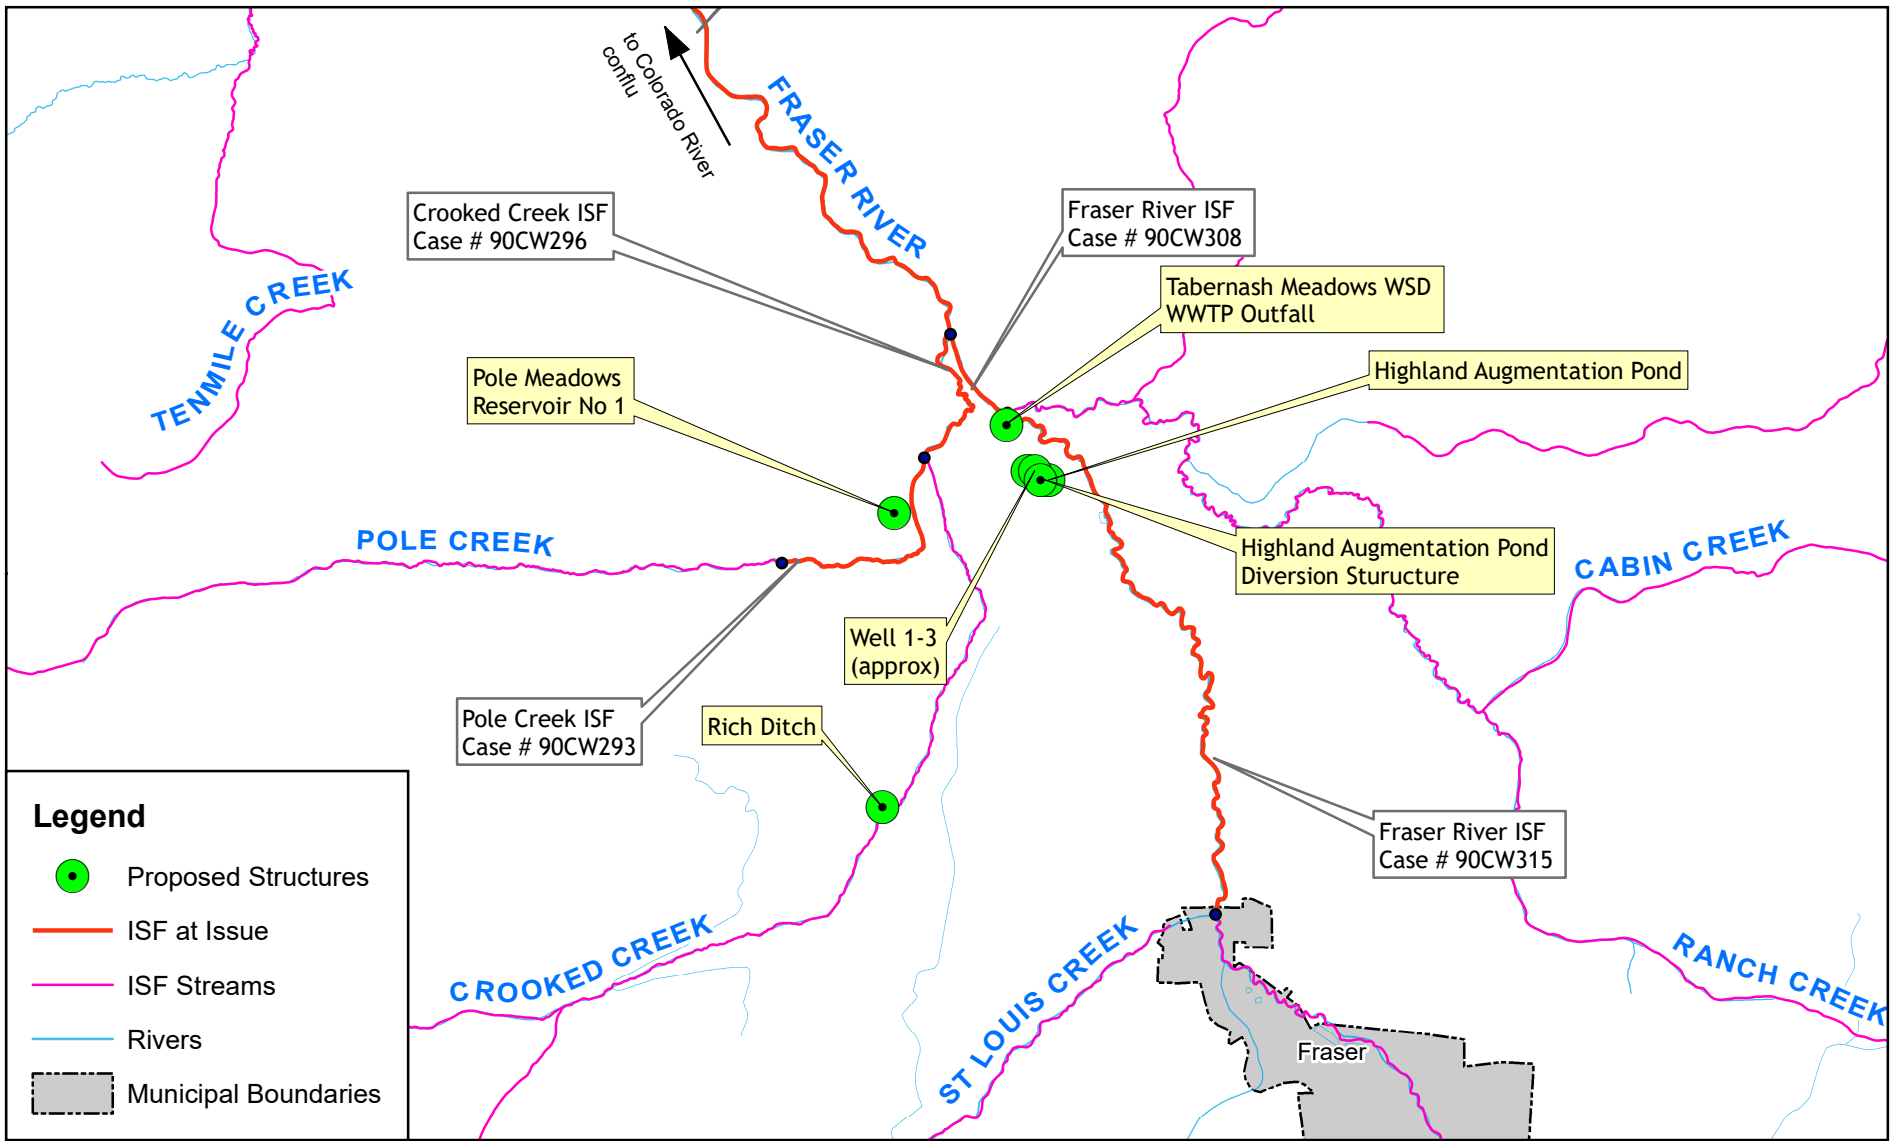 to Colorado River
conflu
FRASER RIVER
Crooked Creek ISF
Case # 90CW296
Fraser River ISF
Case # 90CW308
Tabernash Meadows WSD
WWTP Outfall
TENMILE CREEK
Pole Meadows
Reservoir No 1
Highland Augmentation Pond
POLE CREEK
Highland Augmentation Pond
Diversion Sturucture
CABIN CREEK
Well 1-3
(approx)
Pole Creek ISF
Case # 90CW293
Rich Ditch
Fraser River ISF
Case # 90CW315
CROOKED CREEK
ST LOUIS CREEK
RANCH CREEK
Fraser
Legend
Proposed Structures
ISF at Issue
ISF Streams
Rivers
Municipal Boundaries